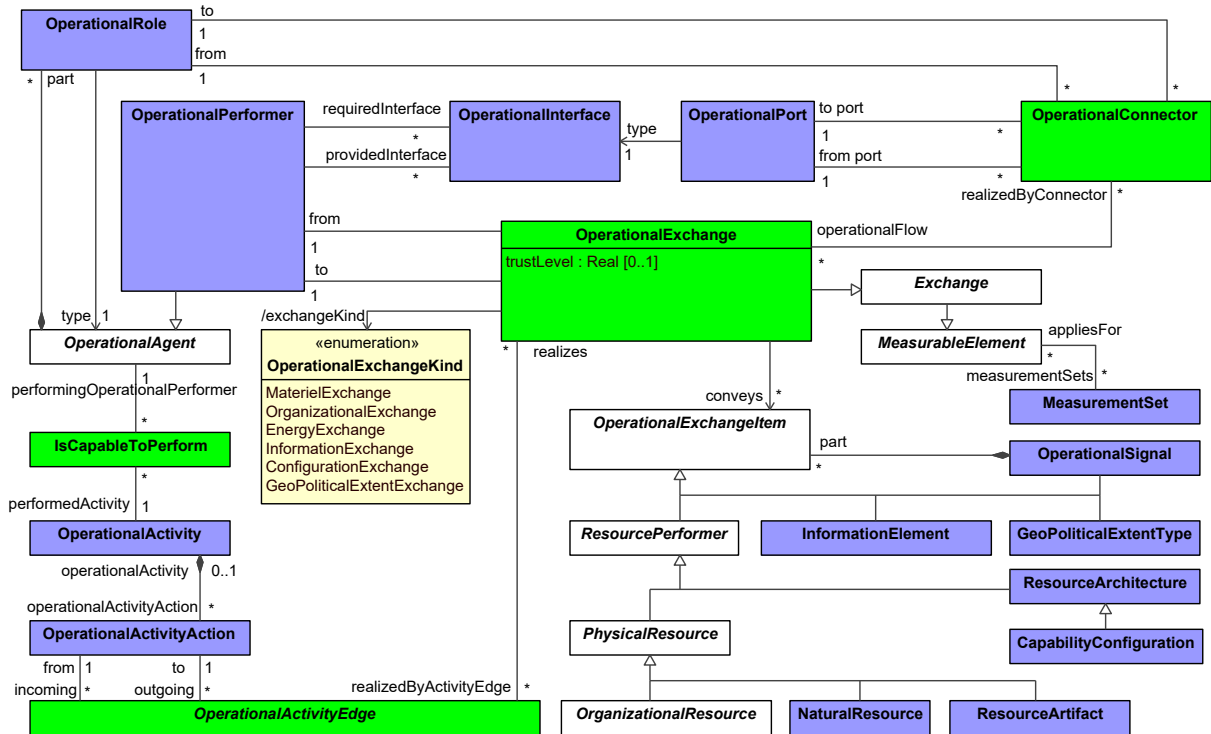 to
OperationalRole
1
from
1
*
part
*
*
OperationalPerformer
requiredInterface
*
providedInterface
*
OperationalInterface
type
1
OperationalPort
to port
1
*
from port
1
*
OperationalConnector
realizedByConnector
*
from
1
to
1
OperationalExchange
trustLevel : Real [0..1]
operationalFlow
*
Exchange
/exchangeKind
type
1
OperationalAgent
«enumeration»
OperationalExchangeKind
MaterielExchange
OrganizationalExchange
EnergyExchange
InformationExchange
ConfigurationExchange
GeoPoliticalExtentExchange
*
realizes
MeasurableElement
appliesFor
*
measurementSets
*
MeasurementSet
1
performingOperationalPerformer
*
conveys
*
OperationalExchangeItem
part
*
OperationalSignal
IsCapableToPerform
*
performedActivity
1
OperationalActivity
ResourcePerformer
InformationElement
GeoPoliticalExtentType
operationalActivity
0..1
ResourceArchitecture
operationalActivityAction
*
OperationalActivityAction
PhysicalResource
CapabilityConfiguration
from
1
to
1
incoming
*
outgoing
*
realizedByActivityEdge
*
OperationalActivityEdge
OrganizationalResource
NaturalResource
ResourceArtifact